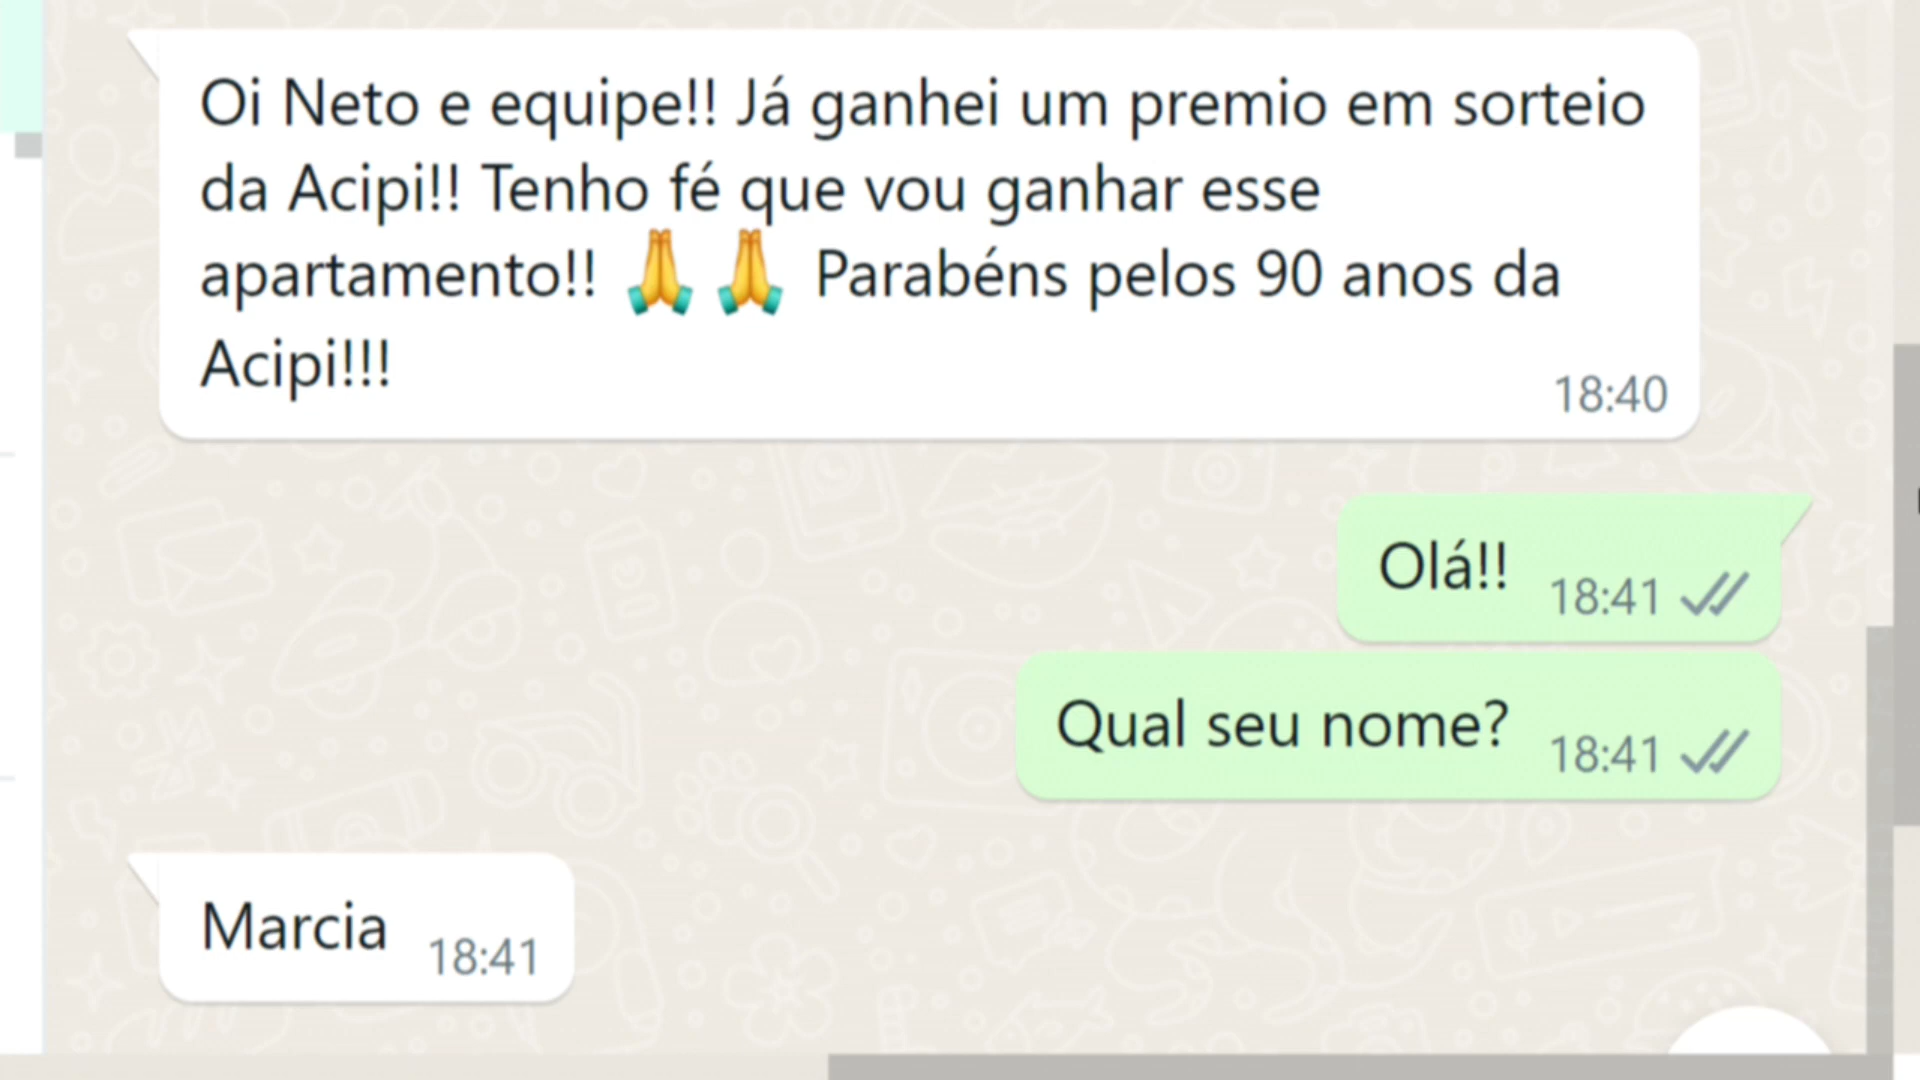 Oi Neto e equipe!! Já ganhei um premio em sorteio
da Acipi!! Tenho fé que vou ganhar esse
apartamento!! 🙏🙏 Parabéns pelos 90 anos da
Acipi!!!
18:40
Olá!! 18:41
Qual seu nome? 18:41
Marcia 18:41